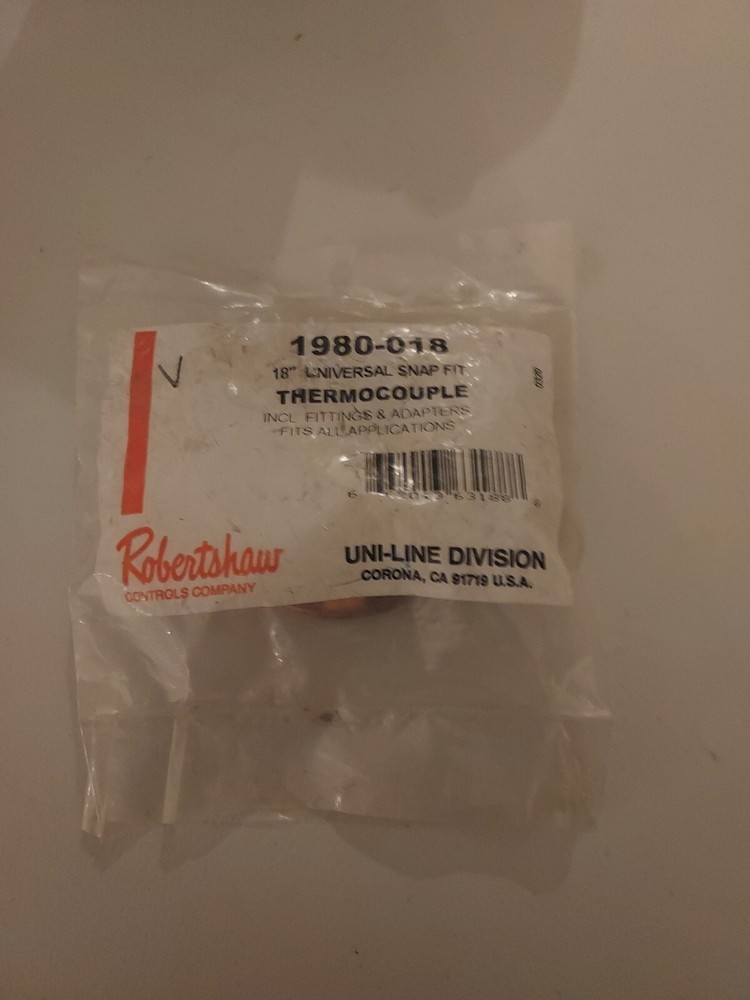 1980-018
18" UNIVERSAL SNAP FIT
THERMOCOUPLE
INCL FITTINGS & ADAPTERS
FITS ALL APPLICATIONS
Robertshaw
CONTROLS COMPANY
UNI-LINE DIVISION
CORONA, CA 91719 U.S.A.